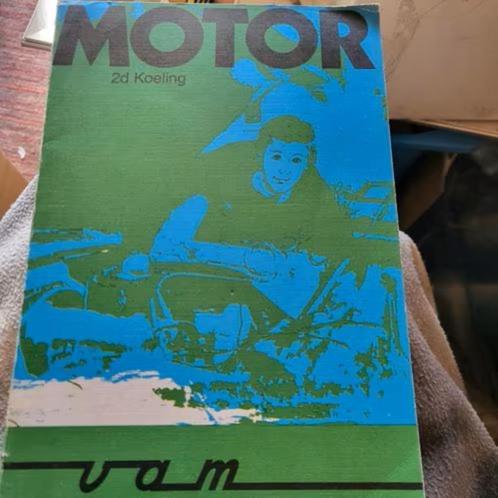 MOTOR
2d Koeling
vam